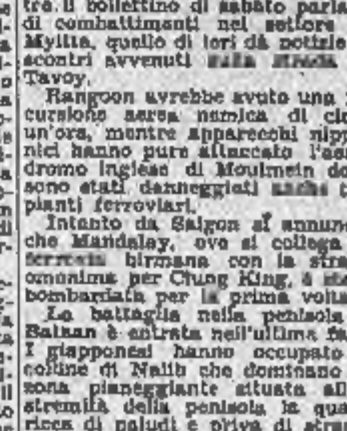 tre. Il bollettino di sabato parla
di combattimenti nel settore
Myitta, quello di ieri dà notizie
scontri avvenuti
Tavoy.
Rangoon avrebbe avuto una
cursione aerea nemica di
un'ora, mentre apparecchi nipp
nici hanno pure attaccato l'aer
dromo inglese di Moulmein do
sono stati danneggiati anche
pianti ferroviari.
Intanto da Saigon si annun
che Mandalay, ove si collega
ferrovia birmana con la stra
omonima per Ciung King, è
bombardata per la prima volta
La battaglia nella penisola
Bataan è entrata nell'ultima fa
I giapponesi hanno occupato
colline di Natib che dominano
zona pianeggiante situata all
stremità della penisola la qua
ricca di paludi e priva di stra